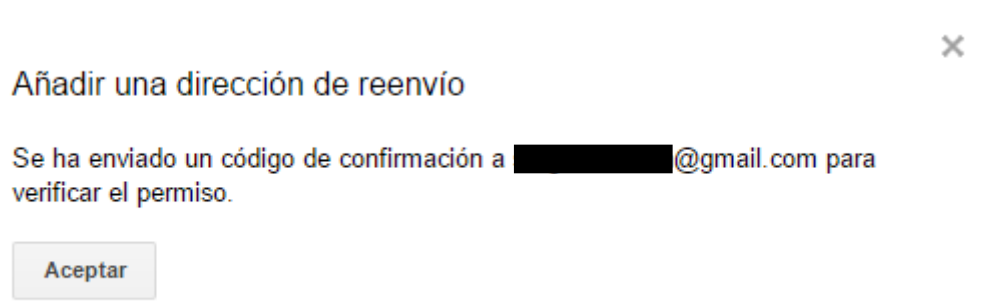 Añadir una dirección de reenvío
Se ha enviado un código de confirmación a @gmail.com para
verificar el permiso.
Aceptar